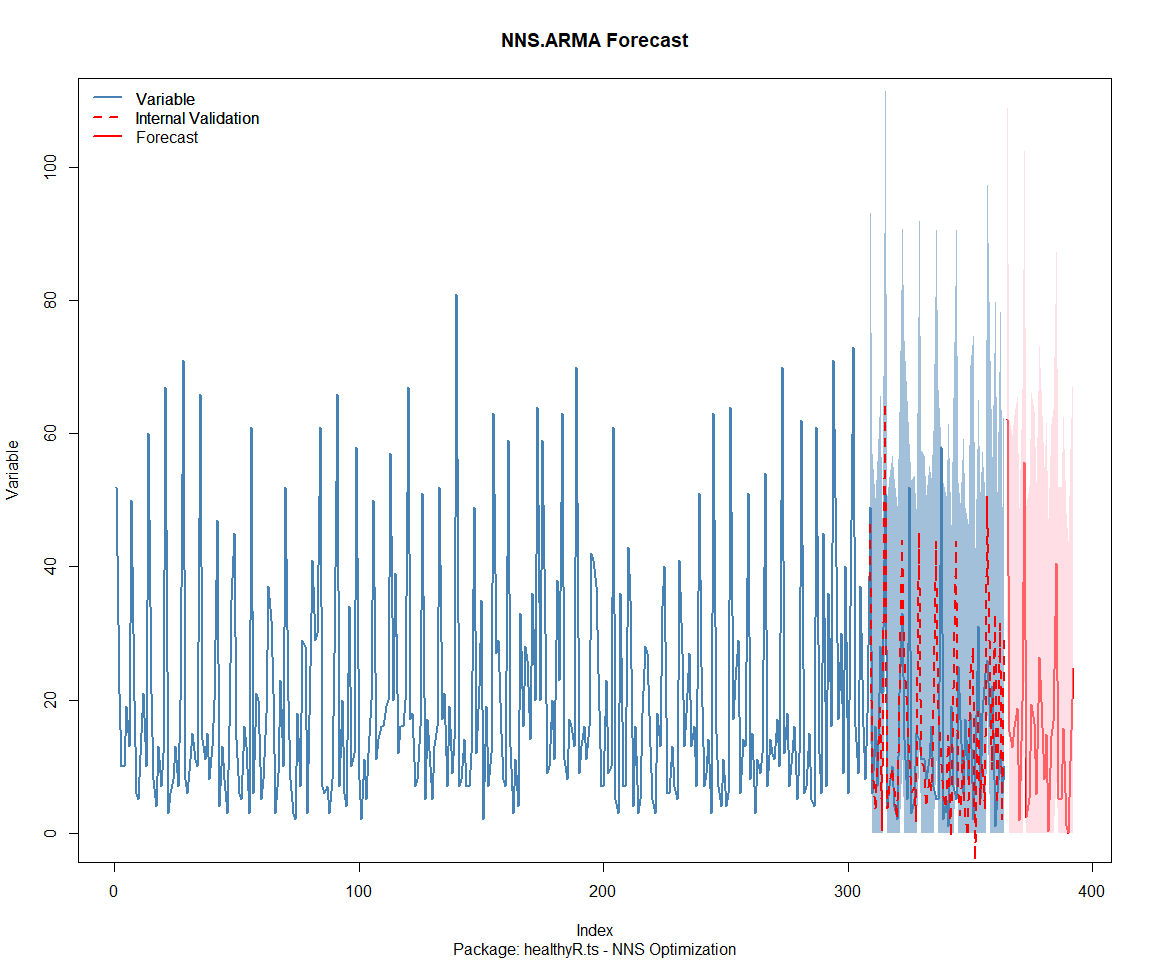 NNS.ARMA Forecast
Variable
Internal Validation
Forecast
Variable
100
80
60
40
20
0
0
100
200
300
400
Index
Package: healthyR.ts - NNS Optimization